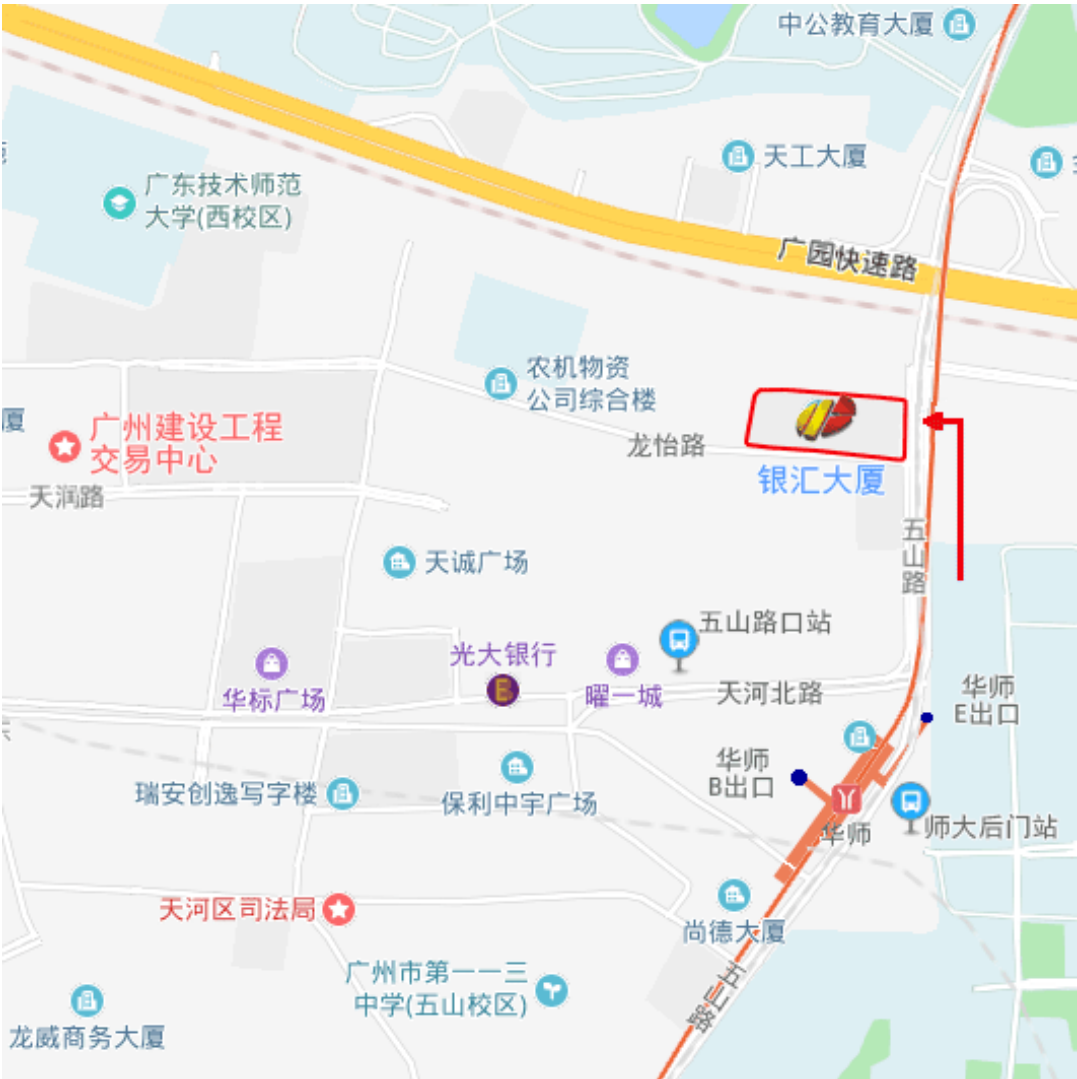 中公教育大厦
天工大厦
广东技术师范
大学(西校区)
广园快速路
农机物资
公司综合楼
厦
广州建设工程
交易中心
龙怡路
银汇大厦
天润路
五山路
天诚广场
五山路口站
光大银行
华标广场
曜一城
天河北路
华师
E出口
华师
B出口
瑞安创逸写字楼
保利中宇广场
华师
师大后门站
天河区司法局
尚德大厦
广州市第一一三
中学(五山校区)
五山路
龙威商务大厦